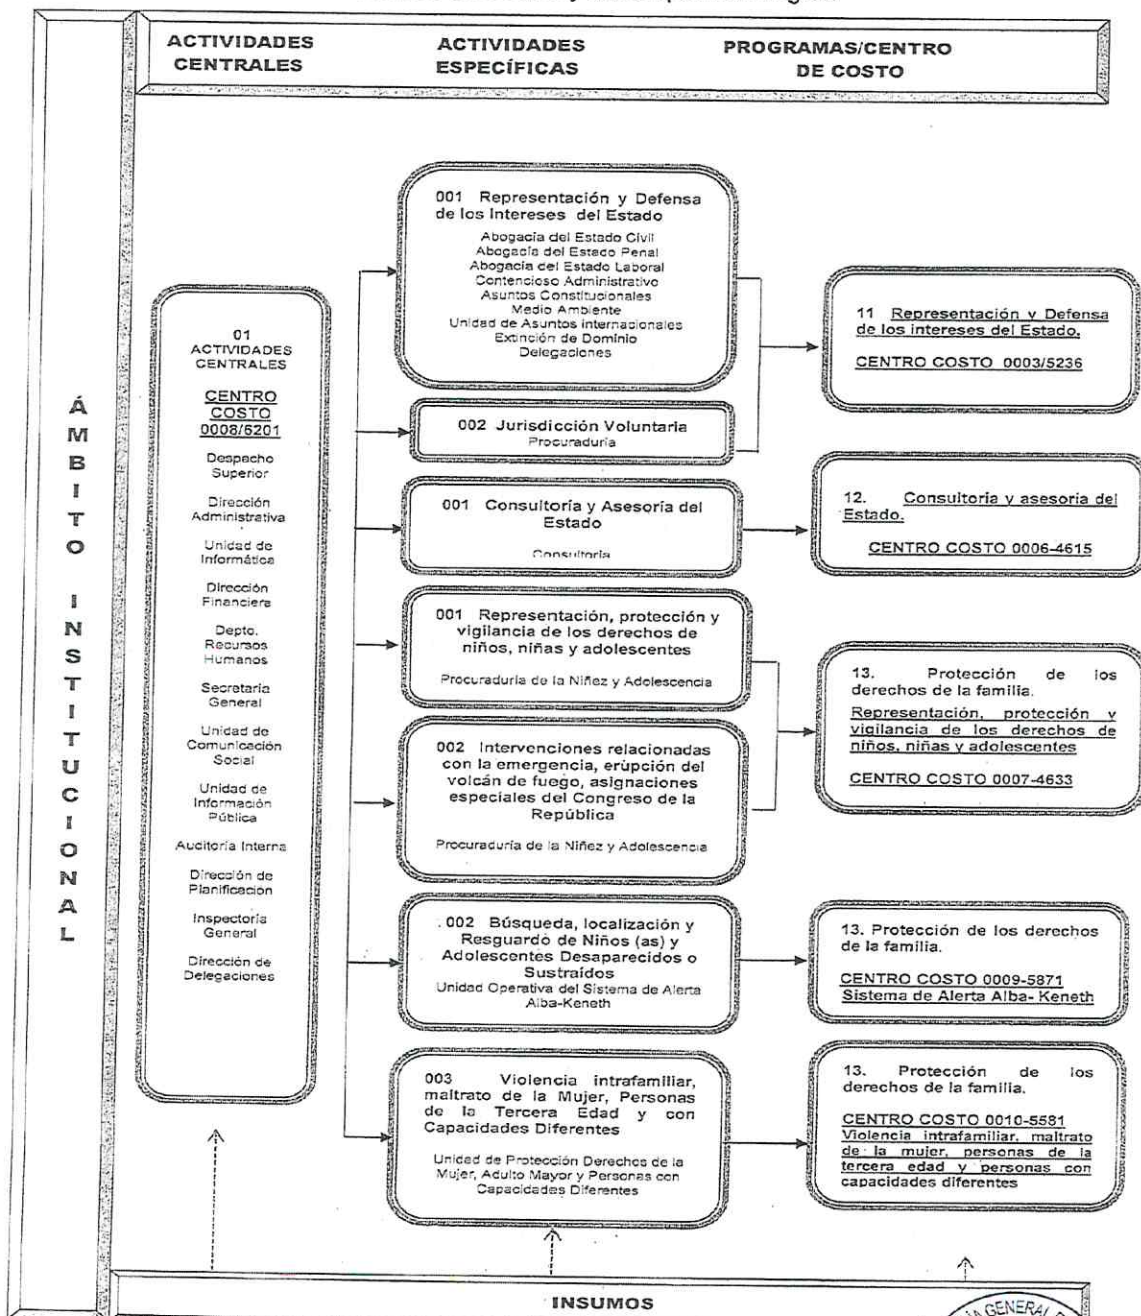 ACTIVIDADES
CENTRALES
ACTIVIDADES
ESPECÍFICAS
PROGRAMAS/CENTRO
DE COSTO
ÁMBITO INSTITUCIONAL
01
ACTIVIDADES
CENTRALES
CENTRO
COSTO
0008/6201
Despacho
Superior
Dirección
Administrativa
Unidad de
Informática
Dirección
Financiera
Depto.
Recursos
Humanos
Secretaría
General
Unidad de
Comunicación
Social
Unidad de
Información
Pública
Auditoría Interna
Dirección de
Planificación
Inspectoría
General
Dirección de
Delegaciones
001 Representación y Defensa
de los Intereses del Estado
Abogacía del Estado Civil
Abogacía del Estado Penal
Abogacía del Estado Laboral
Contencioso Administrativo
Asuntos Constitucionales
Medio Ambiente
Unidad de Asuntos Internacionales
Extinción de Dominio
Delegaciones
002 Jurisdicción Voluntaria
Procuraduría
001 Consultoría y Asesoría del
Estado
Consultoría
001 Representación, protección y
vigilancia de los derechos de
niños, niñas y adolescentes
Procuraduría de la Niñez y Adolescencia
002 Intervenciones relacionadas
con la emergencia, erupción del
volcán de fuego, asignaciones
especiales del Congreso de la
República
Procuraduría de la Niñez y Adolescencia
002 Búsqueda, localización y
Resguardo de Niños (as) y
Adolescentes Desaparecidos o
Sustraídos
Unidad Operativa del Sistema de Alerta
Alba-Keneth
003 Violencia intrafamiliar,
maltrato de la Mujer, Personas
de la Tercera Edad y con
Capacidades Diferentes
Unidad de Protección Derechos de la
Mujer, Adulto Mayor y Personas con
Capacidades Diferentes
11 Representación y Defensa
de los intereses del Estado.
CENTRO COSTO 0003/5236
12. Consultoria y asesoría del
Estado.
CENTRO COSTO 0006-4615
13. Protección de los
derechos de la familia.
Representación, protección y
vigilancia de los derechos de
niños, niñas y adolescentes
CENTRO COSTO 0007-4633
13. Protección de los derechos
de la familia.
CENTRO COSTO 0009-5871
Sistema de Alerta Alba- Keneth
13. Protección de los
derechos de la familia.
CENTRO COSTO 0010-5581
Violencia intrafamiliar, maltrato
de la mujer, personas de la
tercera edad y personas con
capacidades diferentes
INSUMOS
GENERAL